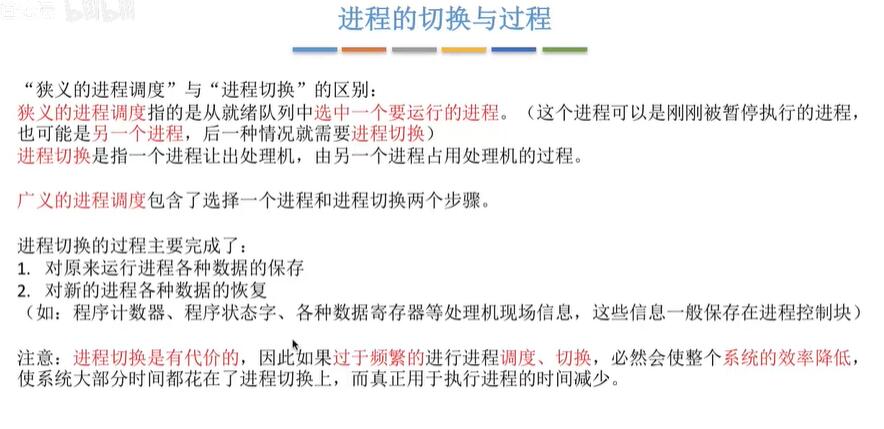 进程的切换与过程
“狭义的进程调度”与“进程切换”的区别：
狭义的进程调度指的是从就绪队列中选中一个要运行的进程。（这个进程可以是刚刚被暂停执行的进程，
也可能是另一个进程，后一种情况就需要进程切换）
进程切换是指一个进程让出处理机，由另一个进程占用处理机的过程。
广义的进程调度包含了选择一个进程和进程切换两个步骤。
进程切换的过程主要完成了：
1. 对原来运行进程各种数据的保存
2. 对新的进程各种数据的恢复
（如：程序计数器、程序状态字、各种数据寄存器等处理机现场信息，这些信息一般保存在进程控制块）
注意：进程切换是有代价的，因此如果过于频繁的进行进程调度、切换，必然会使整个系统的效率降低，
使系统大部分时间都花在了进程切换上，而真正用于执行进程的时间减少。